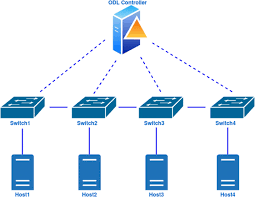 ODL Controller
Switch1
Switch2
Switch3
Switch4
Host1
Host2
Host3
Host4